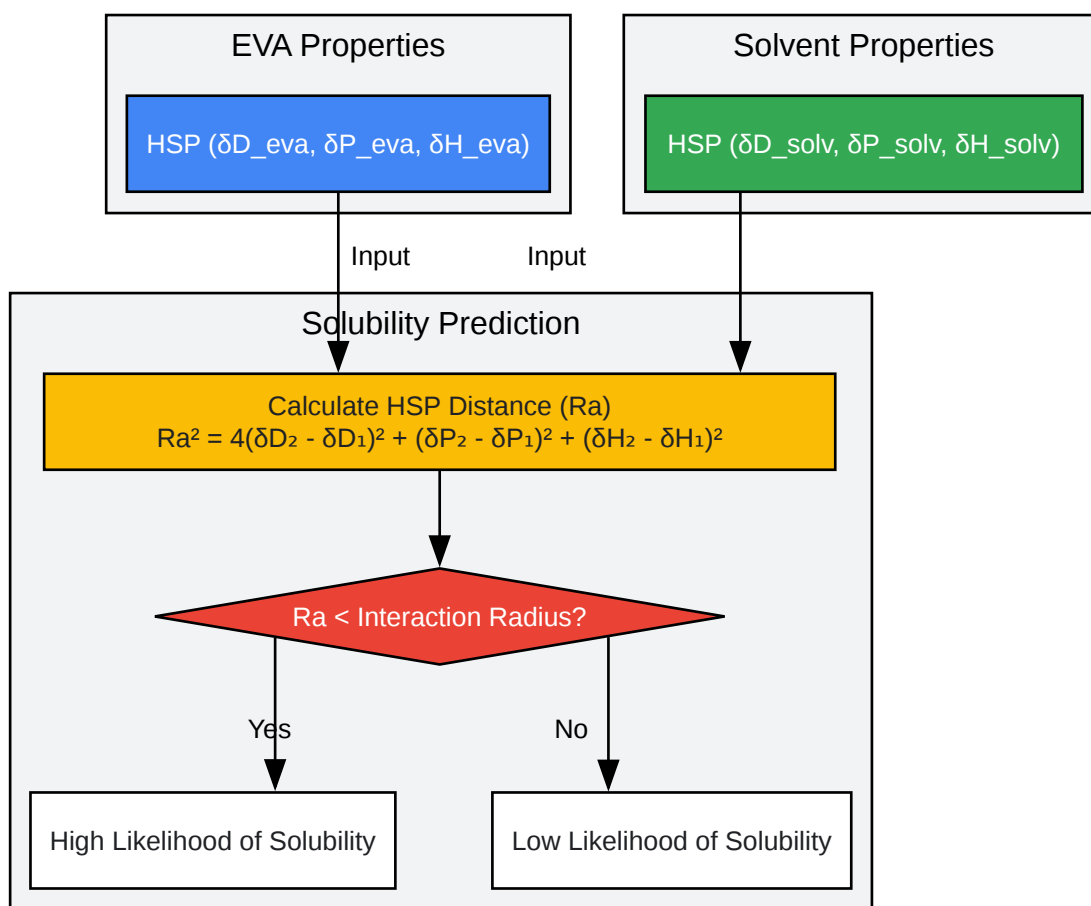 EVA Properties
Solvent Properties
HSP (δD_eva, δP_eva, δH_eva)
HSP (δD_solv, δP_solv, δH_solv)
Input
Input
Solubility Prediction
Calculate HSP Distance (Ra)
Ra² = 4(δD₂ - δD₁)² + (δP₂ - δP₁)² + (δH₂ - δH₁)²
Ra < Interaction Radius?
Yes
No
High Likelihood of Solubility
Low Likelihood of Solubility